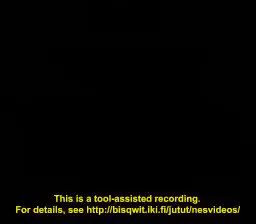 This is a tool-assisted recording.
For details, see http://bisqwit.iki.fi/jutut/nesvideos/